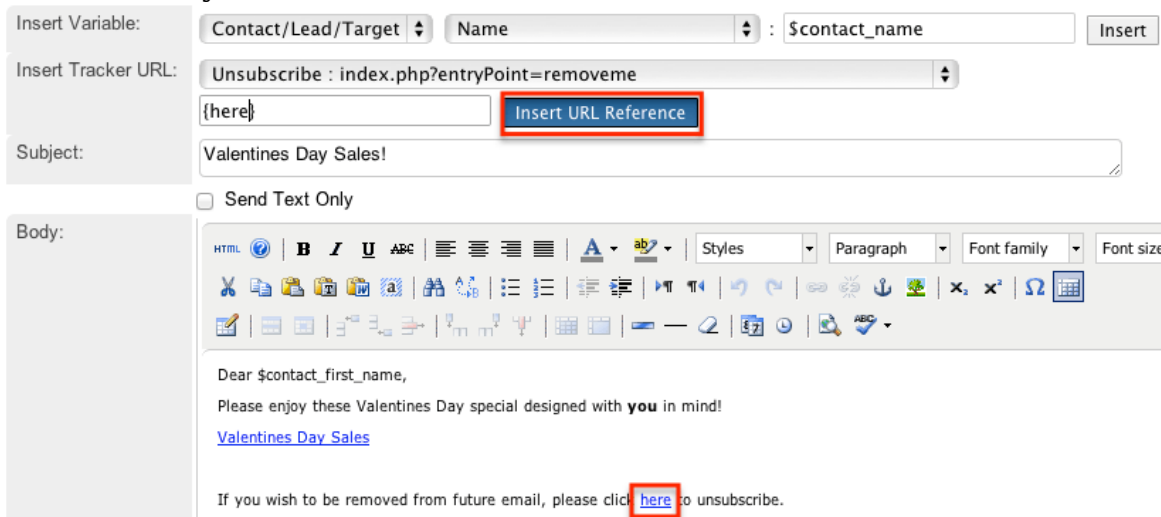 Insert Variable: Contact/Lead/Target Name : $contact_name Insert
Insert Tracker URL: Unsubscribe : index.php?entryPoint=removeme
{here} Insert URL Reference
Subject: Valentines Day Sales!
Send Text Only
Body:
HTML B I U ABC A ab Styles Paragraph Font family Font size
Dear $contact_first_name,
Please enjoy these Valentines Day special designed with you in mind!
Valentines Day Sales
If you wish to be removed from future email, please click here to unsubscribe.